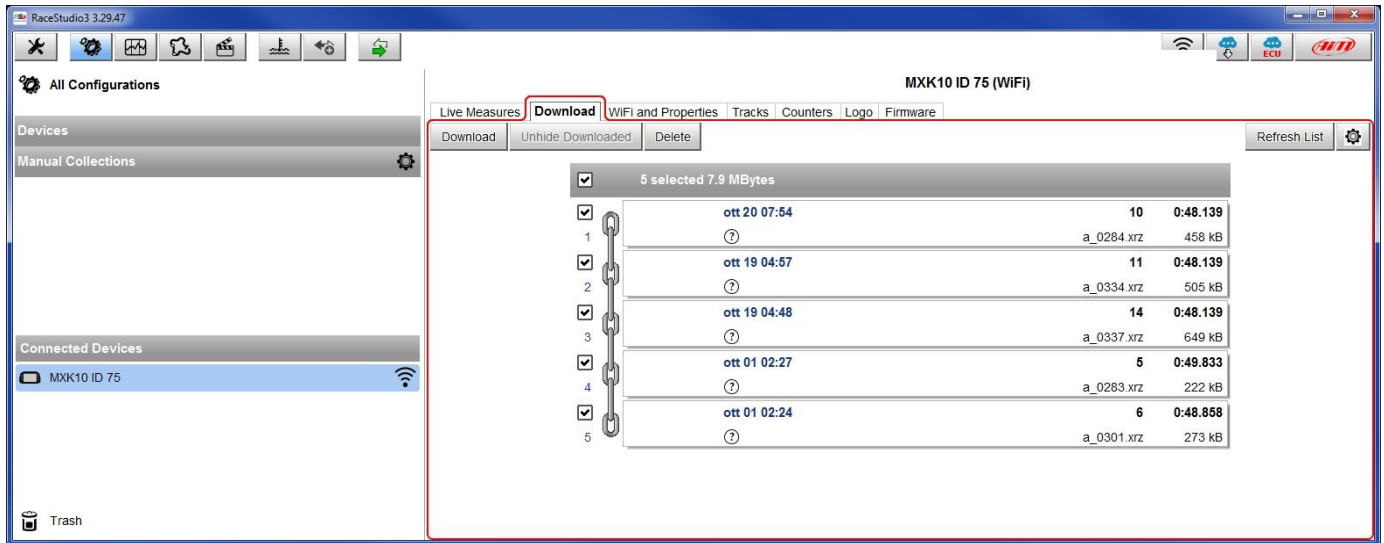 RaceStudio3 3.29.47
ECU AiM
All Configurations
MXK10 ID 75 (WiFi)
Live Measures Download WiFi and Properties Tracks Counters Logo Firmware
Devices
Download Unhide Downloaded Delete Refresh List
Manual Collections
5 selected 7.9 MBytes
ott 20 07:54 10 0:48.139
1 ? a_0284.xrz 458 kB
ott 19 04:57 11 0:48.139
2 ? a_0334.xrz 505 kB
ott 19 04:48 14 0:48.139
3 ? a_0337.xrz 649 kB
Connected Devices
MXK10 ID 75
ott 01 02:27 5 0:49.833
4 ? a_0283.xrz 222 kB
ott 01 02:24 6 0:48.858
5 ? a_0301.xrz 273 kB
Trash